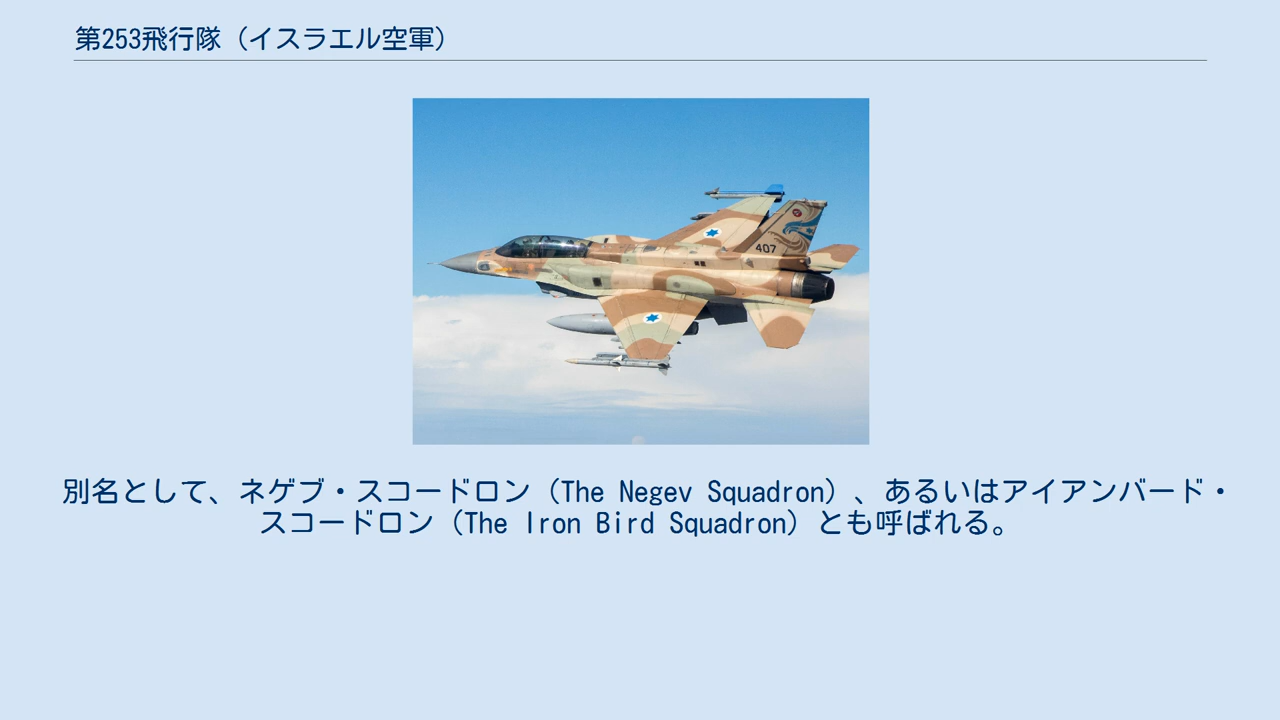 第253飛行隊（イスラエル空軍）
407
別名として、ネゲブ・スコードロン（The Negev Squadron）、あるいはアイアンバード・
スコードロン（The Iron Bird Squadron）とも呼ばれる。